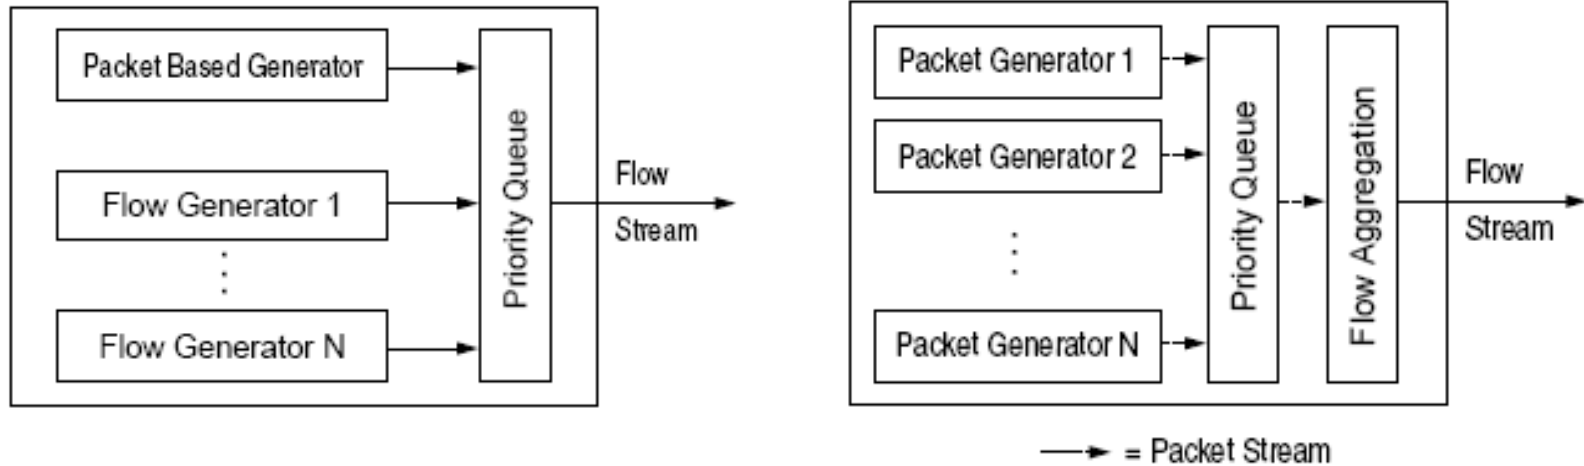 Packet Based Generator
Flow Generator 1
Flow Generator N
Priority Queue
Flow
Stream
Packet Generator 1
Packet Generator 2
Packet Generator N
Priority Queue
Flow Aggregation
Flow
Stream
= Packet Stream